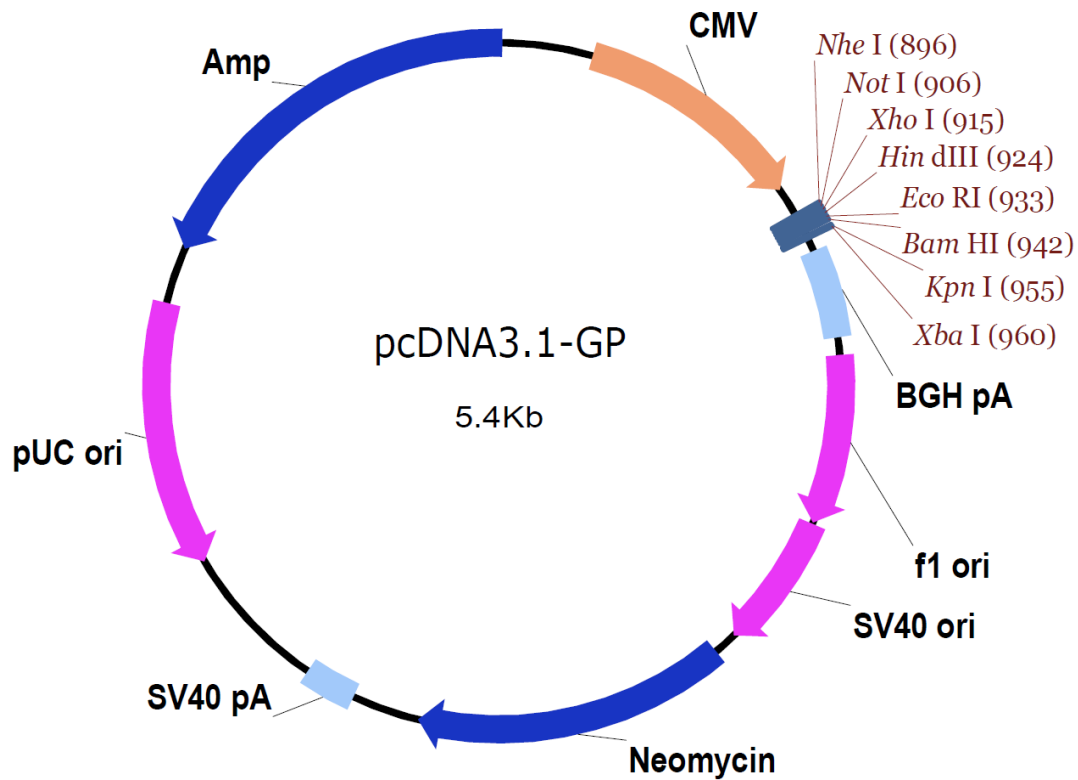 CMV
Amp
Nhe I (896)
Not I (906)
Xho I (915)
Hin dIII (924)
Eco RI (933)
Bam HI (942)
Kpn I (955)
Xba I (960)
pcDNA3.1-GP
5.4Kb
BGH pA
pUC ori
f1 ori
SV40 ori
SV40 pA
Neomycin